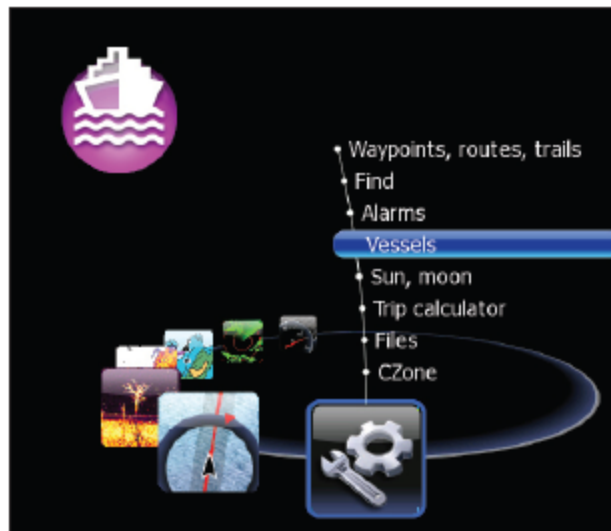 Waypoints, routes, trails
Find
Alarms
Vessels
Sun, moon
Trip calculator
Files
CZone